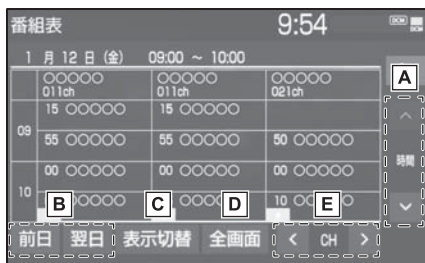 番組表 9:54 DCM DCM
1 月 12 日 (金) 09:00 ~ 10:00
A
○○○○○ ○○○○○ ○○○○○
011ch 011ch 021ch
15 ○○○○○ 15 ○○○○○
09
55 ○○○○○ 55 ○○○○○ 50 ○○○○○
時間
00 ○○○○○ 00 ○○○○○ 00 ○○○○○
10
B C D E
前日 翌日 表示切替 全画面 < CH >